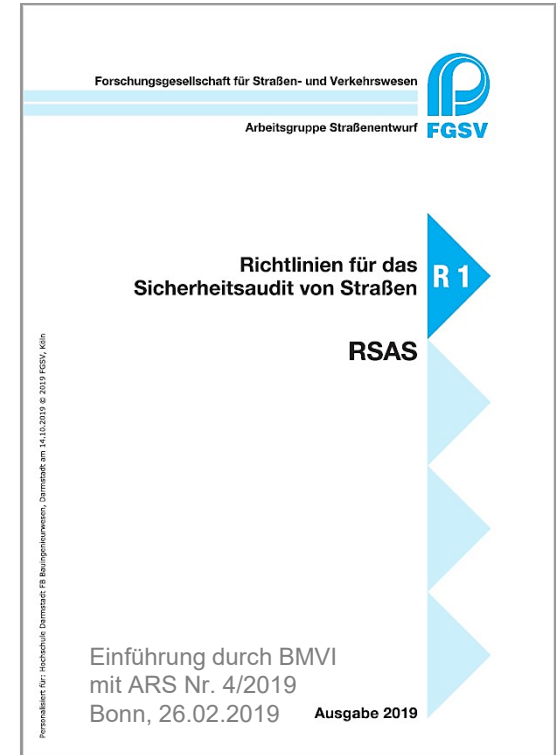 Forschungsgesellschaft für Straßen- und Verkehrswesen
Arbeitsgruppe Straßenentwurf
FGSV
Richtlinien für das
Sicherheitsaudit von Straßen
R 1
RSAS
Personalisiert für: Hochschule Darmstadt FB Bauingenieurwesen, Darmstadt am 14.10.2019 © 2019 FGSV, Köln
Einführung durch BMVI
mit ARS Nr. 4/2019
Bonn, 26.02.2019
Ausgabe 2019